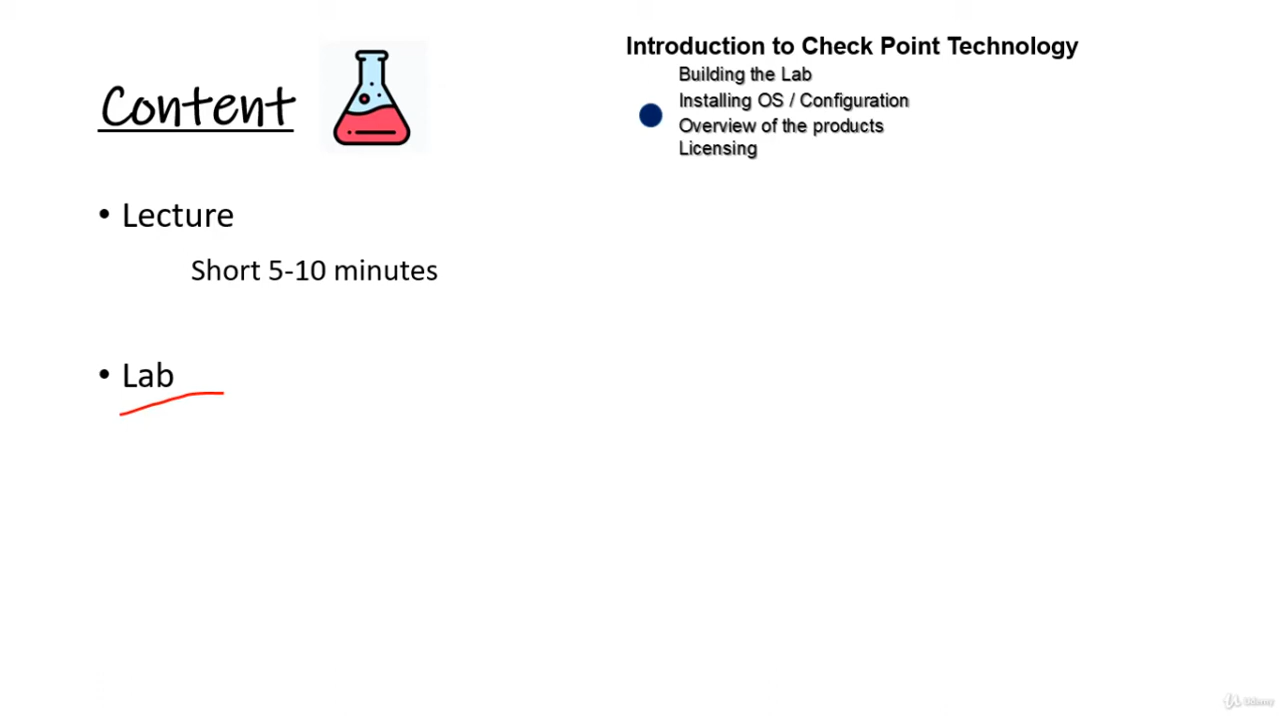 Content
• Lecture
Short 5-10 minutes
• Lab
Introduction to Check Point Technology
Building the Lab
Installing OS / Configuration
Overview of the products
Licensing
Udemy